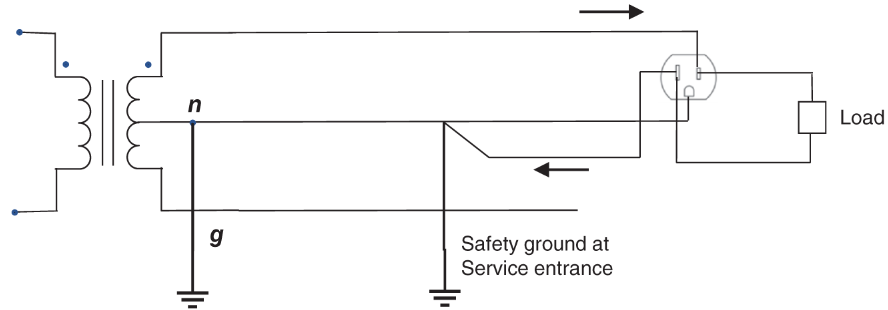 n
Load
g
Safety ground at
Service entrance